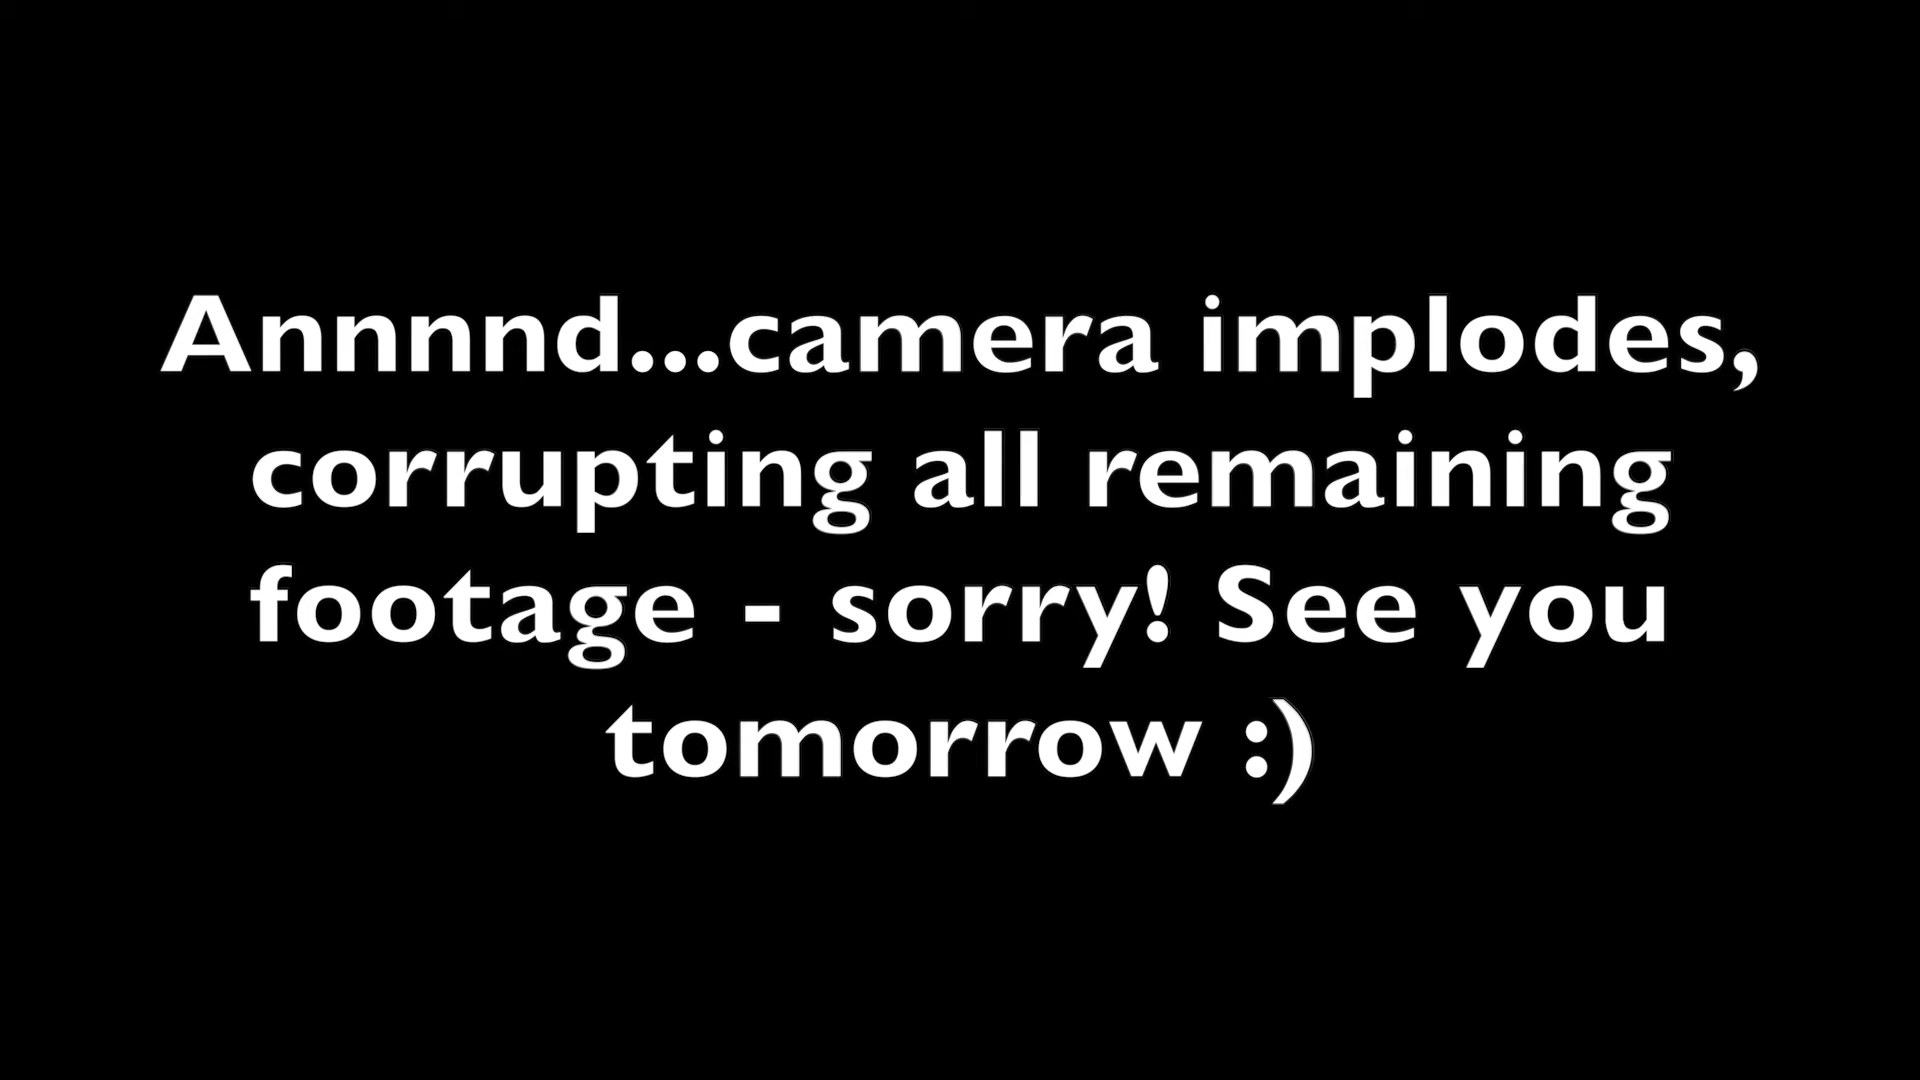 Annnnd...camera implodes,
corrupting all remaining
footage - sorry! See you
tomorrow :)